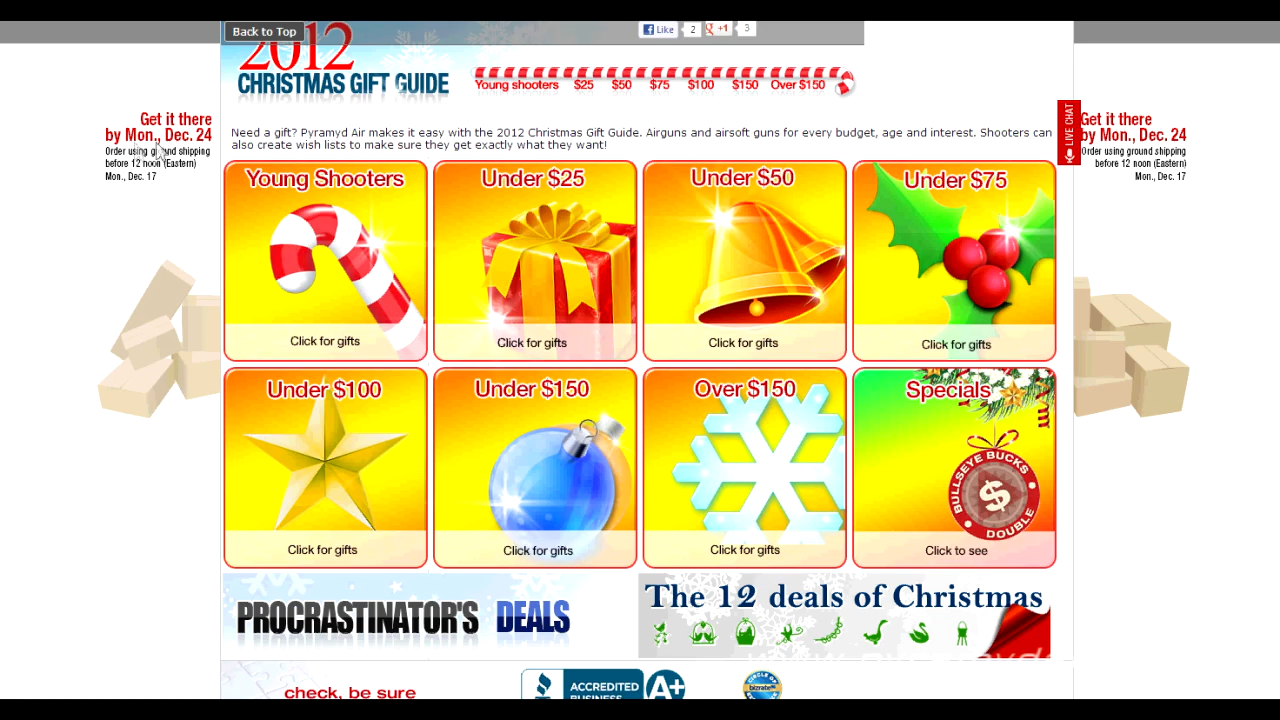 Back to Top
Like
2
+1
3
2012
CHRISTMAS GIFT GUIDE
Young shooters $25 $50 $75 $100 $150 Over $150
Get it there
by Mon., Dec. 24
Order using ground shipping
before 12 noon (Eastern)
Mon., Dec. 17
LIVE CHAT
Get it there
by Mon., Dec. 24
Order using ground shipping
before 12 noon (Eastern)
Mon., Dec. 17
Need a gift? Pyramyd Air makes it easy with the 2012 Christmas Gift Guide. Airguns and airsoft guns for every budget, age and interest. Shooters can
also create wish lists to make sure they get exactly what they want!
Young Shooters
Click for gifts
Under $25
Click for gifts
Under $50
Click for gifts
Under $75
Click for gifts
Under $100
Click for gifts
Under $150
Click for gifts
Over $150
Click for gifts
Specials
BULLSEYE BUCKS
$
DOUBLE
Click to see
PROCRASTINATOR'S DEALS
The 12 deals of Christmas
check, be sure
ACCREDITED
BUSINESS
A+
CIRCLE OF
bizrate